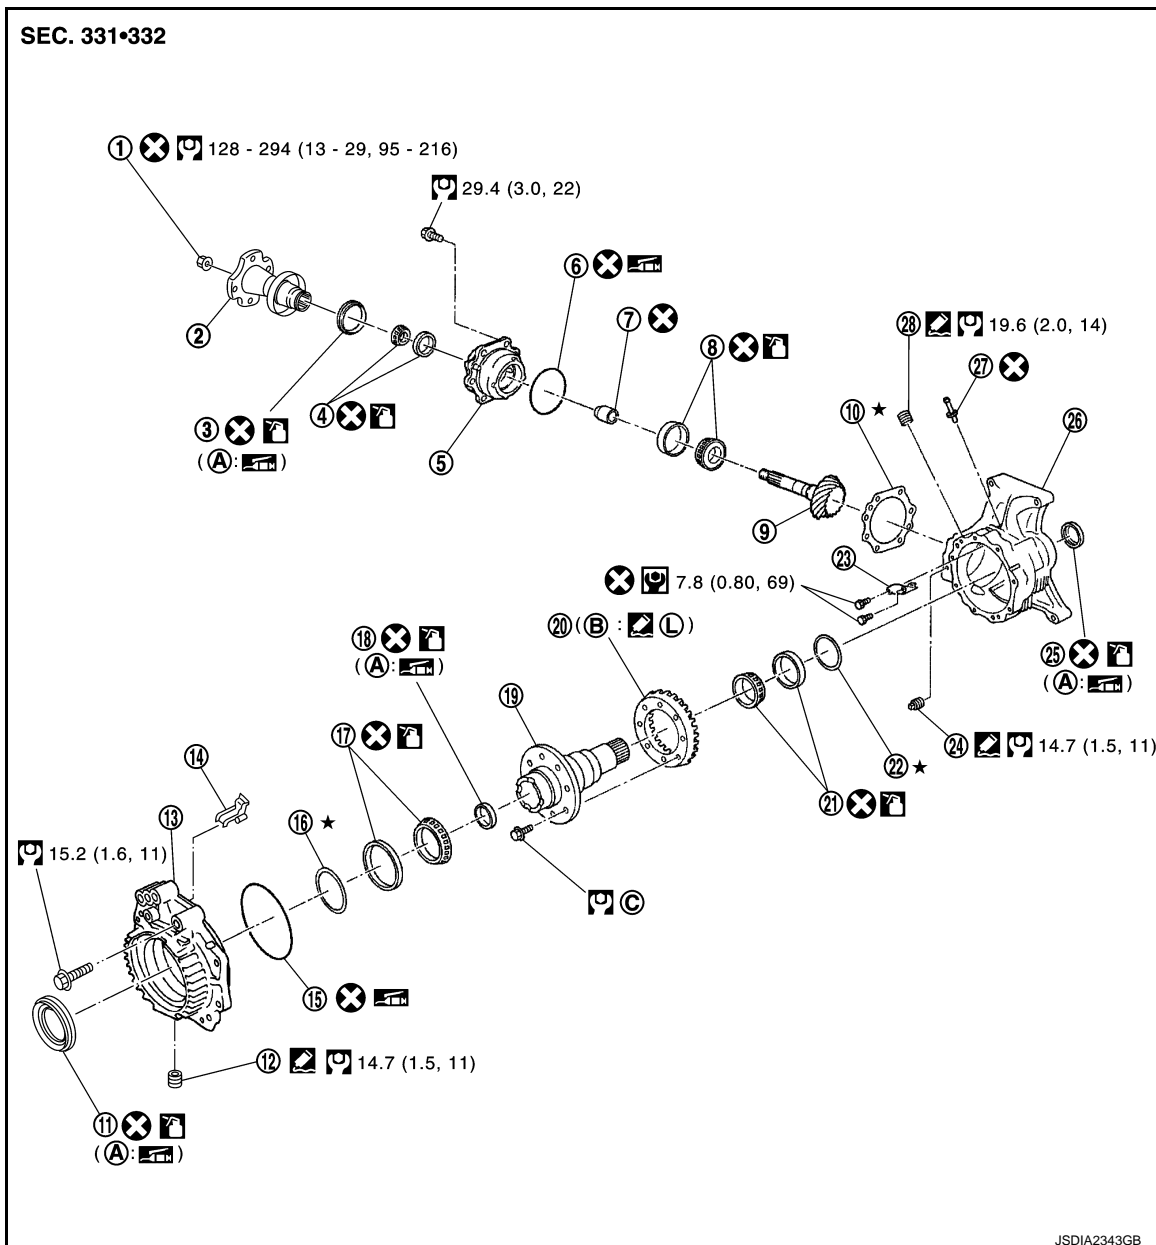 SEC. 331•332
1 128 - 294 (13 - 29, 95 - 216)
29.4 (3.0, 22)
2
3
(A: )
4
5
6
7
8
9
10 ★
28 19.6 (2.0, 14)
27
26
23
7.8 (0.80, 69)
25
(A: )
24 14.7 (1.5, 11)
20 (B : L)
22 ★
21
18
(A: )
19
17
16 ★
C
14
13
15.2 (1.6, 11)
15
12 14.7 (1.5, 11)
11
(A: )
JSDIA2343GB